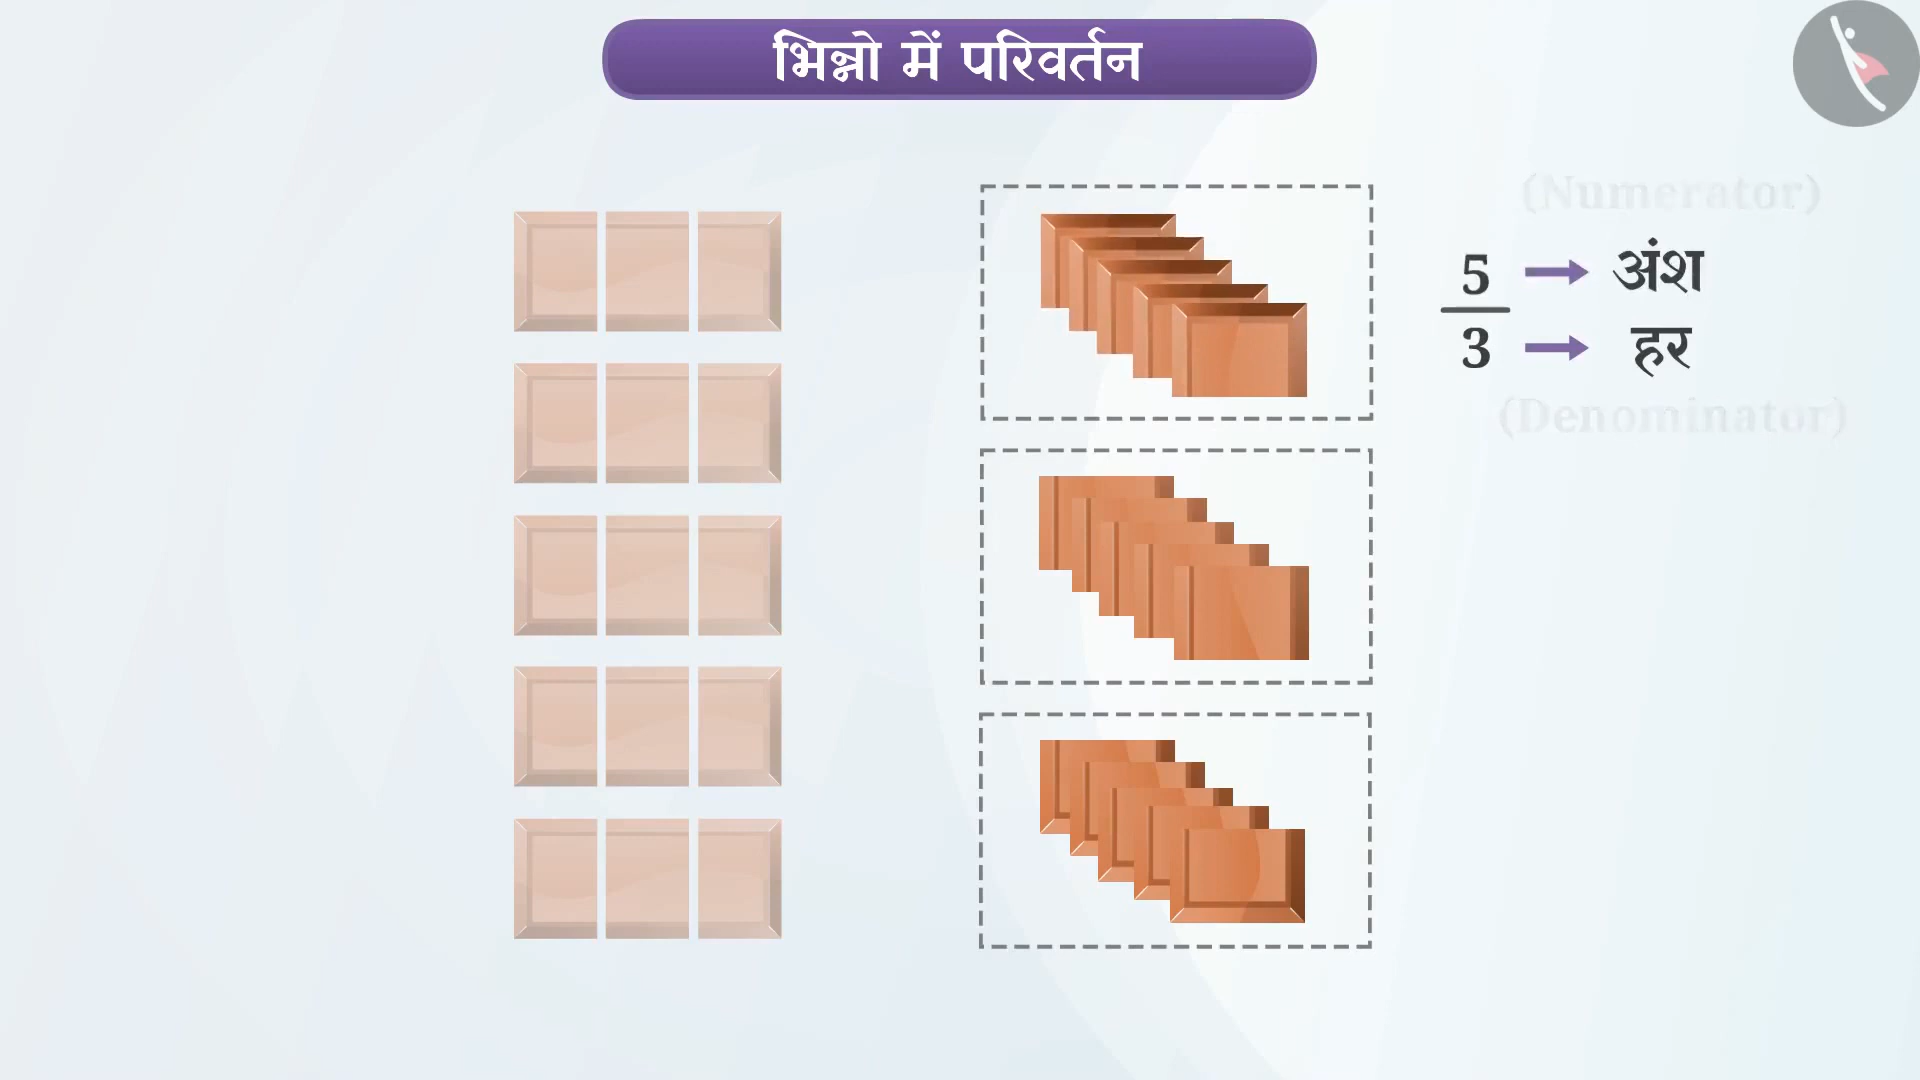 भिन्नो में परिवर्तन
(Numerator)
5 → अंश
3 → हर
(Denominator)